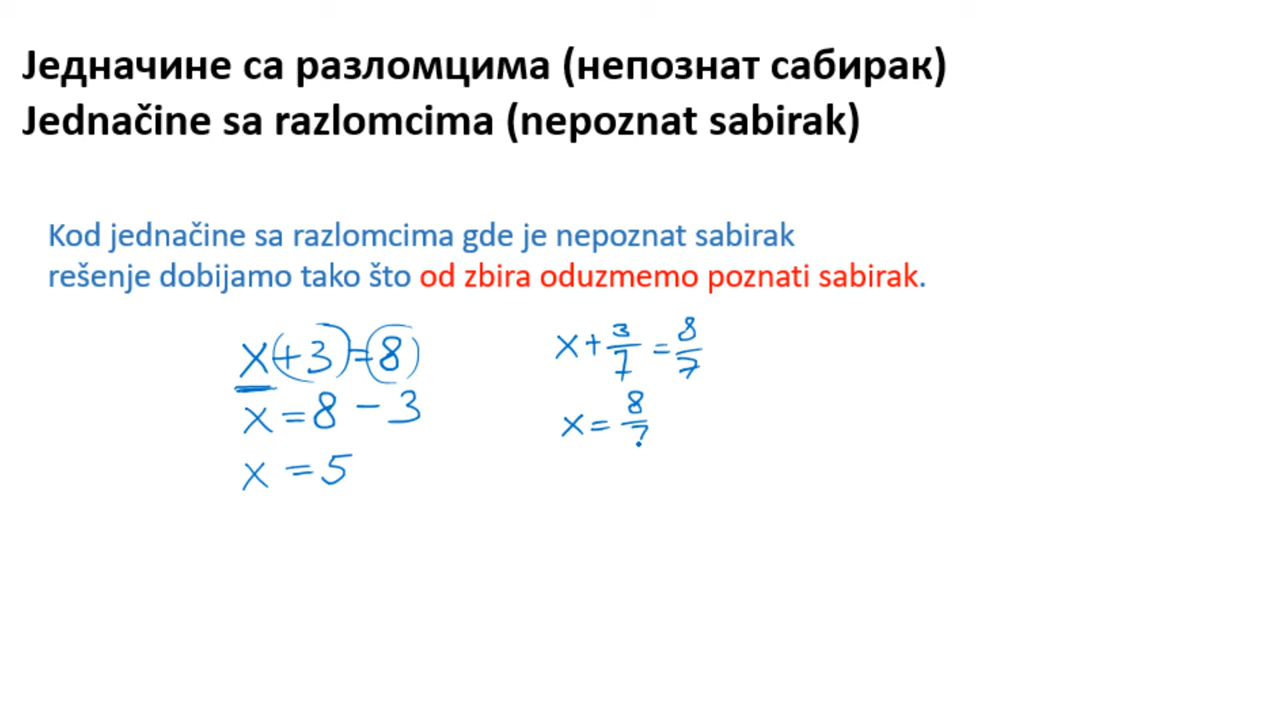 Једначине са разломцима (непознат сабирак)
Jednačine sa razlomcima (nepoznat sabirak)
Kod jednačine sa razlomcima gde je nepoznat sabirak
rešenje dobijamo tako što od zbira oduzmemo poznati sabirak.
x(+3)=(8)
x = 8 - 3
x = 5
x + 3/7 = 8/7
x = 8/7